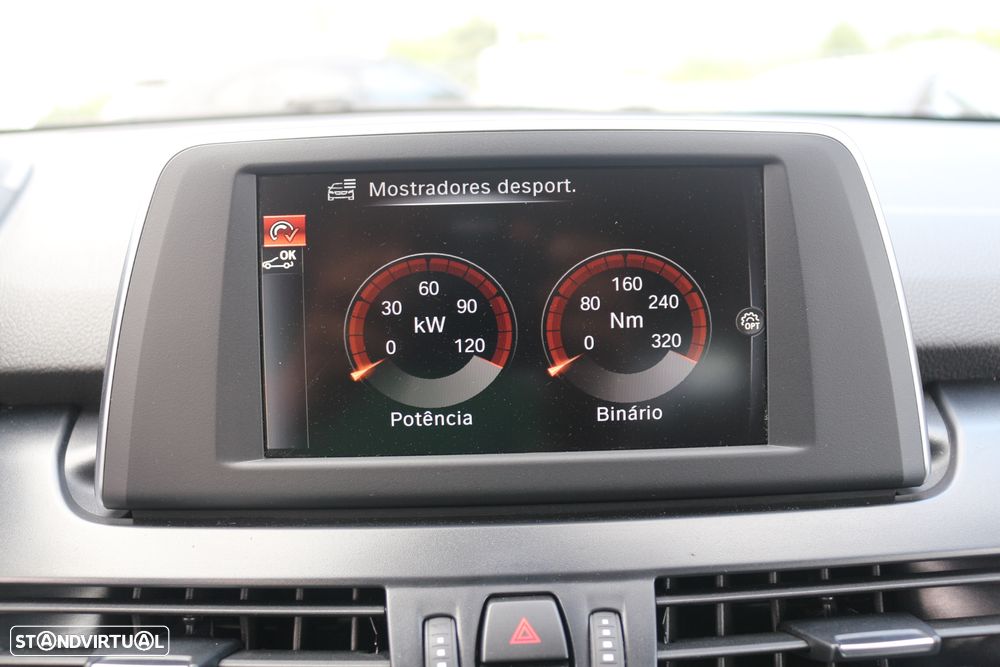 Mostradores desport.
OK
60
30 90
kW
0 120
Potência
160
80 240
Nm
0 320
Binário
OPT
STANDVIRTUAL